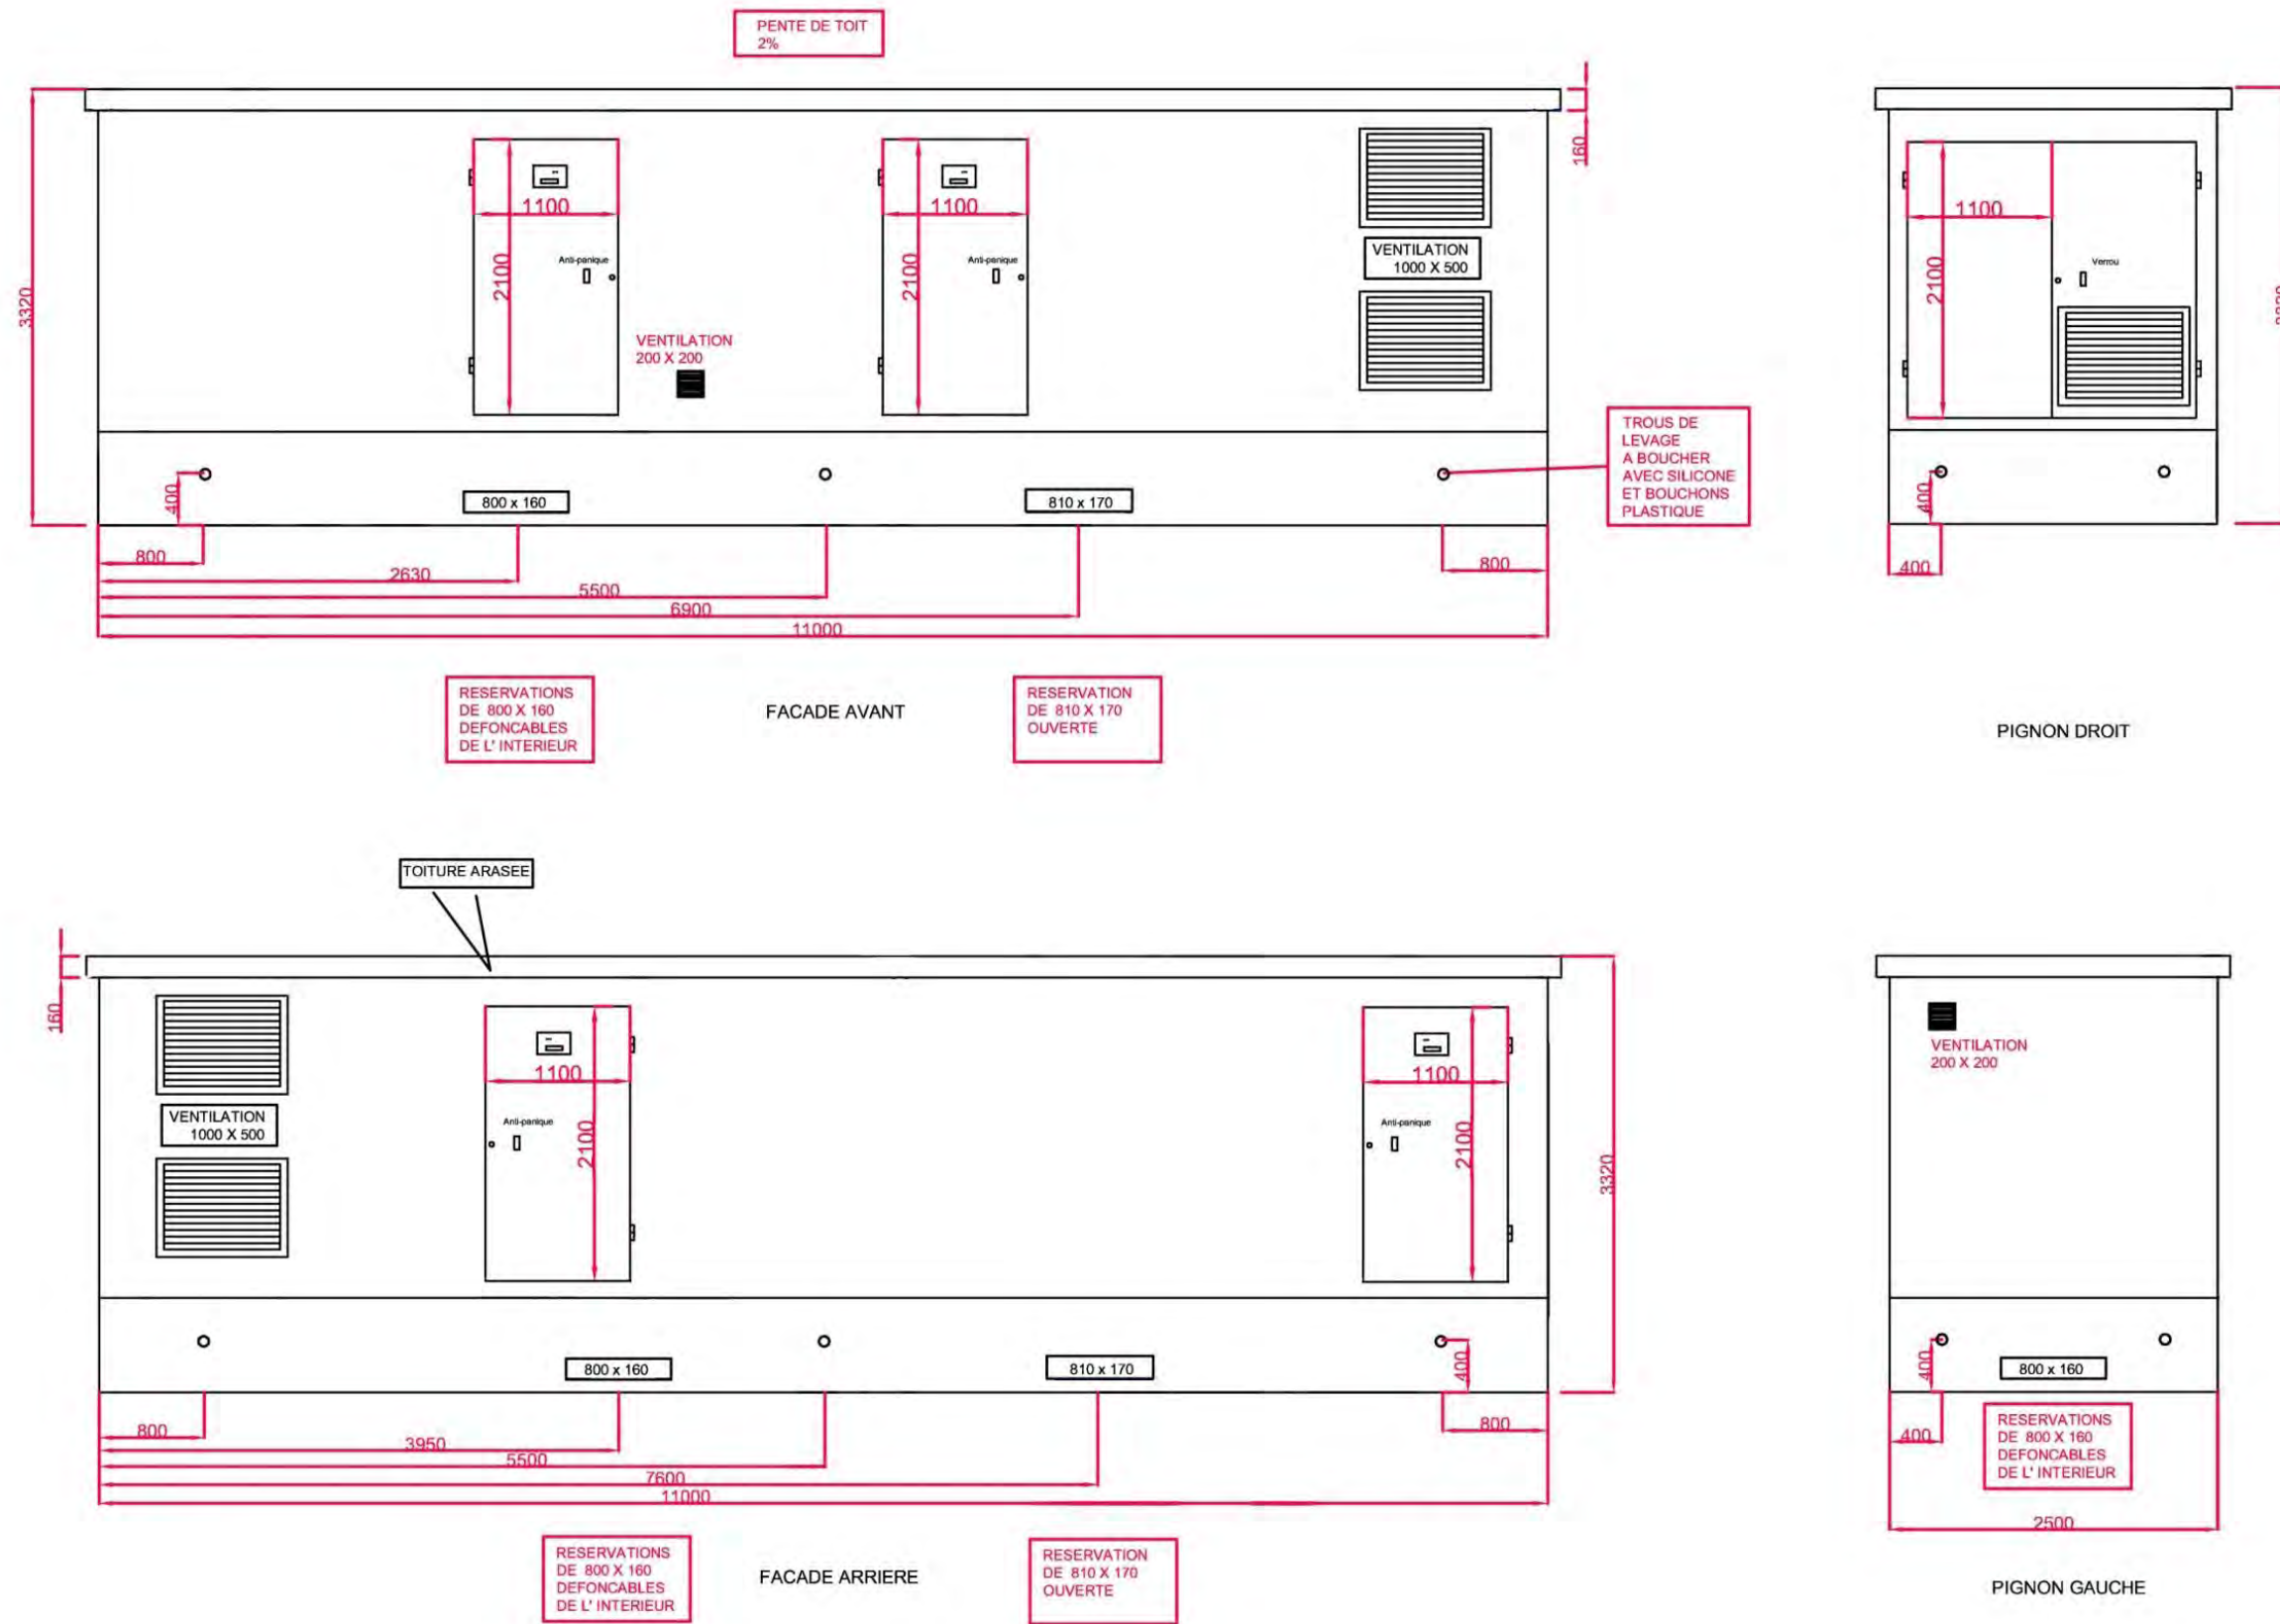 PENTE DE TOIT
2%
3320
160
1100
2100
Anti-panique
VENTILATION
200 X 200
1100
2100
Anti-panique
VENTILATION
1000 X 500
TROUS DE
LEVAGE
A BOUCHER
AVEC SILICONE
ET BOUCHONS
PLASTIQUE
400
800 x 160
810 x 170
800
2630
5500
6900
11000
800
RESERVATIONS
DE 800 X 160
DEFONCABLES
DE L' INTERIEUR
FACADE AVANT
RESERVATION
DE 810 X 170
OUVERTE
1100
2100
Verrou
400
400
PIGNON DROIT
TOITURE ARASEE
160
VENTILATION
1000 X 500
1100
2100
Anti-panique
1100
2100
Anti-panique
3320
800 x 160
810 x 170
400
800
3950
5500
7600
11000
800
RESERVATIONS
DE 800 X 160
DEFONCABLES
DE L' INTERIEUR
FACADE ARRIERE
RESERVATION
DE 810 X 170
OUVERTE
VENTILATION
200 X 200
400
800 x 160
400
RESERVATIONS
DE 800 X 160
DEFONCABLES
DE L' INTERIEUR
2500
PIGNON GAUCHE